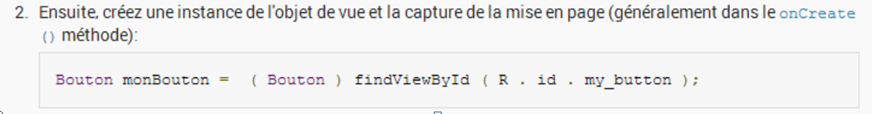 2. Ensuite, créez une instance de l'objet de vue et la capture de la mise en page (généralement dans le onCreate
() méthode):
Bouton monBouton = ( Bouton ) findViewById ( R . id . my_button );